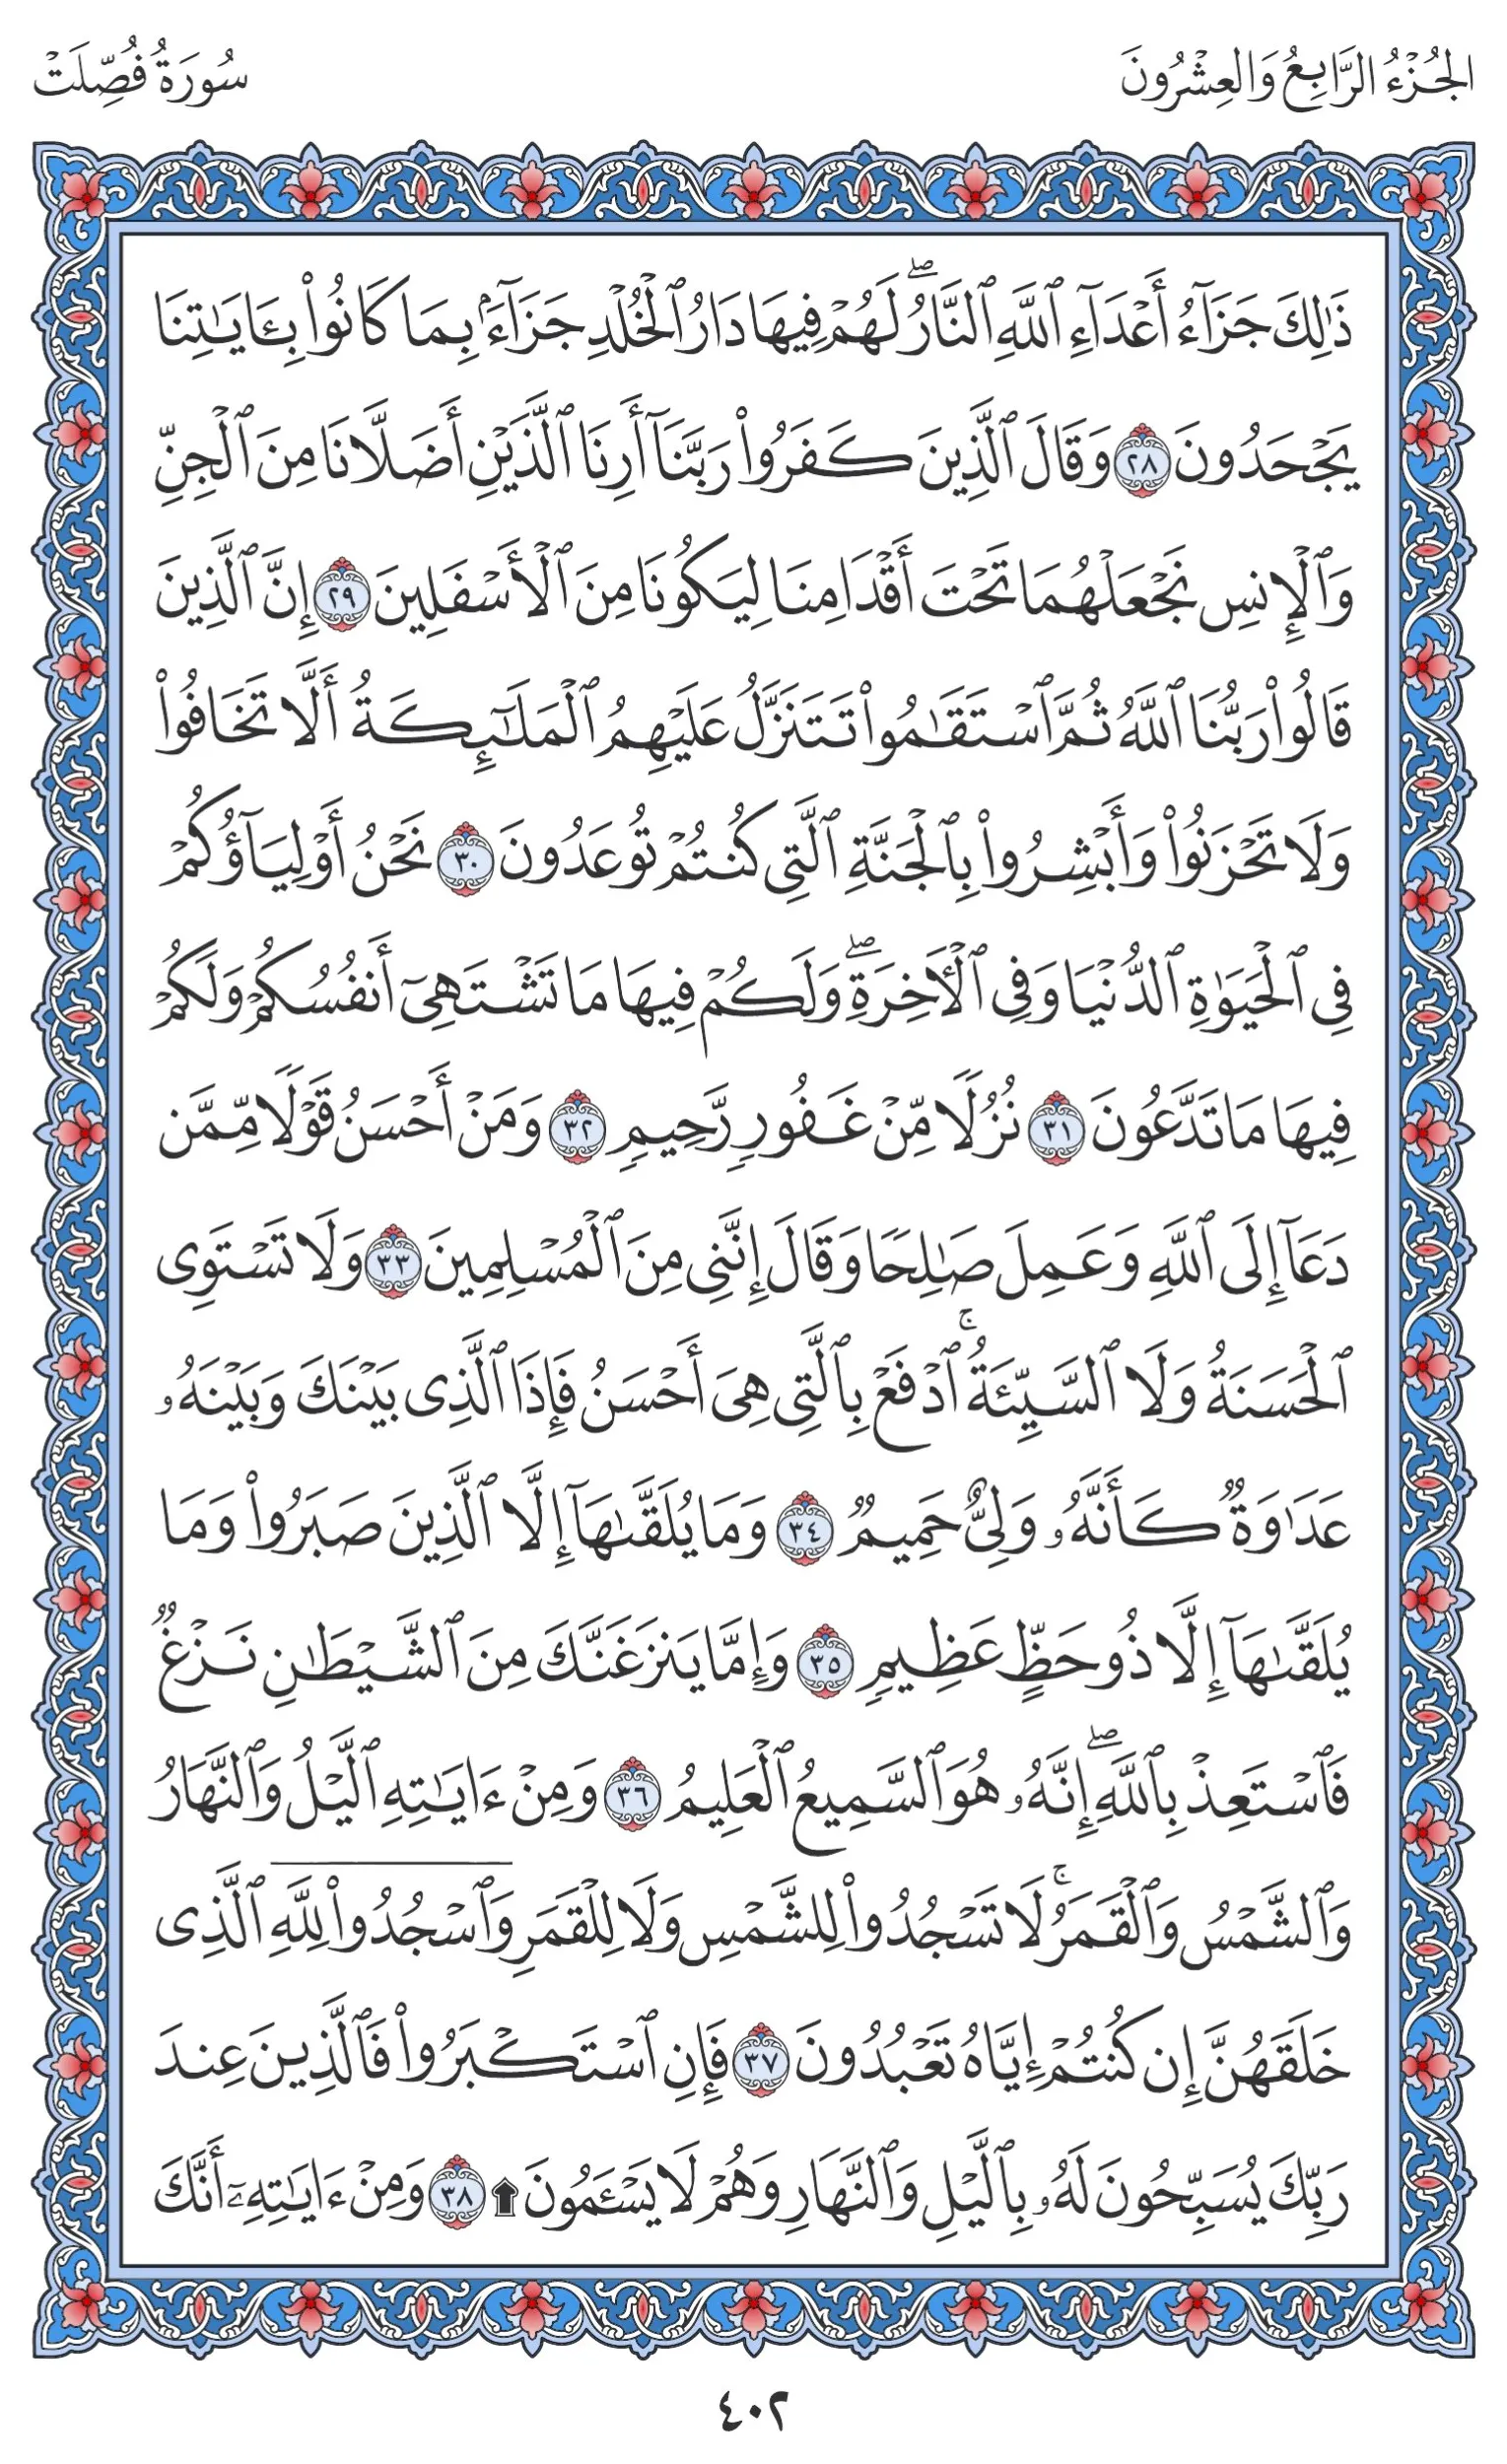 الجُزْءُ الرَّابِعُ وَالعِشْرُونَ
سُورَةُ فُصِّلَتْ
ذَٰلِكَ جَزَآءُ أَعْدَآءِ ٱللَّهِ ٱلنَّارُۖ لَهُمْ فِيهَا دَارُ ٱلْخُلْدِ جَزَآءَۢ بِمَا كَانُوا۟ بِـَٔايَـٰتِنَا
يَجْحَدُونَ ٢٨ وَقَالَ ٱلَّذِينَ كَفَرُوا۟ رَبَّنَآ أَرِنَا ٱلَّذَيْنِ أَضَلَّانَا مِنَ ٱلْجِنِّ
وَٱلْإِنسِ نَجْعَلْهُمَا تَحْتَ أَقْدَامِنَا لِيَكُونَا مِنَ ٱلْأَسْفَلِينَ ٢٩ إِنَّ ٱلَّذِينَ
قَالُوا۟ رَبُّنَا ٱللَّهُ ثُمَّ ٱسْتَقَـٰمُوا۟ تَتَنَزَّلُ عَلَيْهِمُ ٱلْمَلَـٰٓئِكَةُ أَلَّا تَخَافُوا۟
وَلَا تَحْزَنُوا۟ وَأَبْشِرُوا۟ بِٱلْجَنَّةِ ٱلَّتِى كُنتُمْ تُوعَدُونَ ٣٠ نَحْنُ أَوْلِيَآؤُكُمْ
فِى ٱلْحَيَوٰةِ ٱلدُّنْيَا وَفِى ٱلْـَٔاخِرَةِۖ وَلَكُمْ فِيهَا مَا تَشْتَهِىٓ أَنفُسُكُمْ وَلَكُمْ
فِيهَا مَا تَدَّعُونَ ٣١ نُزُلًا مِّنْ غَفُورٍ رَّحِيمٍ ٣٢ وَمَنْ أَحْسَنُ قَوْلًا مِّمَّن
دَعَآ إِلَى ٱللَّهِ وَعَمِلَ صَـٰلِحًا وَقَالَ إِنَّنِى مِنَ ٱلْمُسْلِمِينَ ٣٣ وَلَا تَسْتَوِى
ٱلْحَسَنَةُ وَلَا ٱلسَّيِّئَةُۚ ٱدْفَعْ بِٱلَّتِى هِىَ أَحْسَنُ فَإِذَا ٱلَّذِى بَيْنَكَ وَبَيْنَهُۥ
عَدَٰوَةٌ كَأَنَّهُۥ وَلِىٌّ حَمِيمٌ ٣٤ وَمَا يُلَقَّىٰهَآ إِلَّا ٱلَّذِينَ صَبَرُوا۟ وَمَا
يُلَقَّىٰهَآ إِلَّا ذُو حَظٍّ عَظِيمٍ ٣٥ وَإِمَّا يَنزَغَنَّكَ مِنَ ٱلشَّيْطَـٰنِ نَزْغٌ
فَٱسْتَعِذْ بِٱللَّهِۖ إِنَّهُۥ هُوَ ٱلسَّمِيعُ ٱلْعَلِيمُ ٣٦ وَمِنْ ءَايَـٰتِهِ ٱلَّيْلُ وَٱلنَّهَارُ
وَٱلشَّمْسُ وَٱلْقَمَرُۚ لَا تَسْجُدُوا۟ لِلشَّمْسِ وَلَا لِلْقَمَرِ وَٱسْجُدُوا۟ لِلَّهِ ٱلَّذِى
خَلَقَهُنَّ إِن كُنتُمْ إِيَّاهُ تَعْبُدُونَ ٣٧ فَإِنِ ٱسْتَكْبَرُوا۟ فَٱلَّذِينَ عِندَ
رَبِّكَ يُسَبِّحُونَ لَهُۥ بِٱلَّيْلِ وَٱلنَّهَارِ وَهُمْ لَا يَسْـَٔمُونَ ۩ ٣٨ وَمِنْ ءَايَـٰتِهِۦٓ أَنَّكَ
٤٠٢